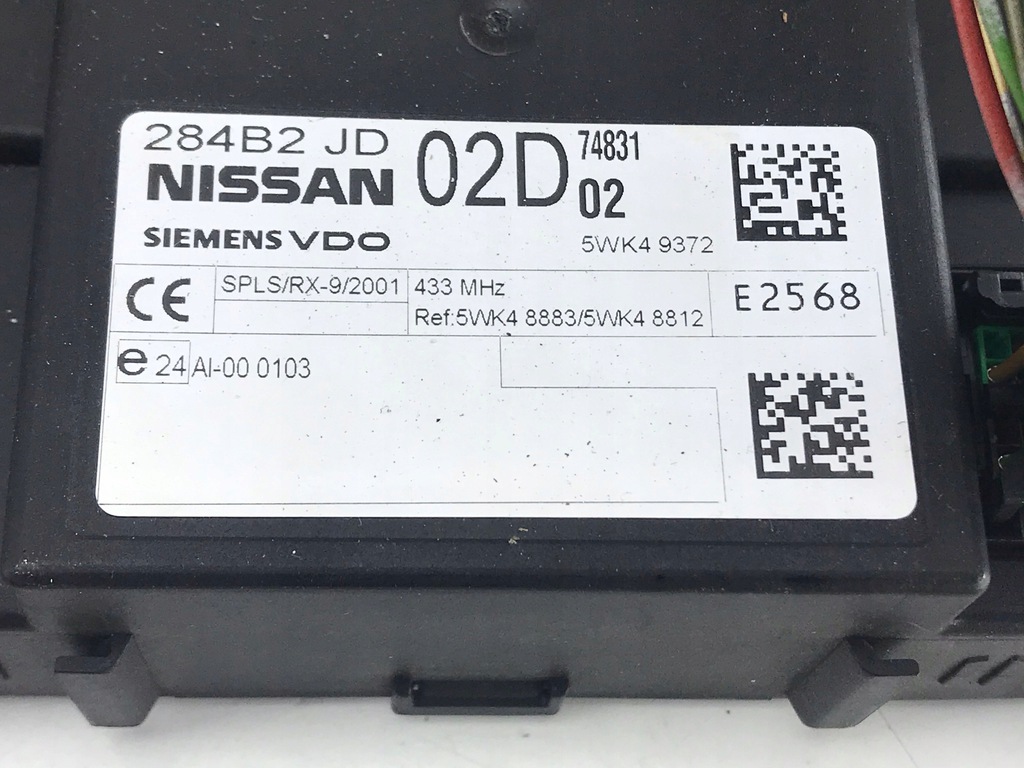 284B2 JD 02D 74831
NISSAN 02
SIEMENS VDO 5WK4 9372
CE SPLS/RX-9/2001 433 MHz E2568
Ref:5WK4 8883/5WK4 8812
e 24 AI-00 0103